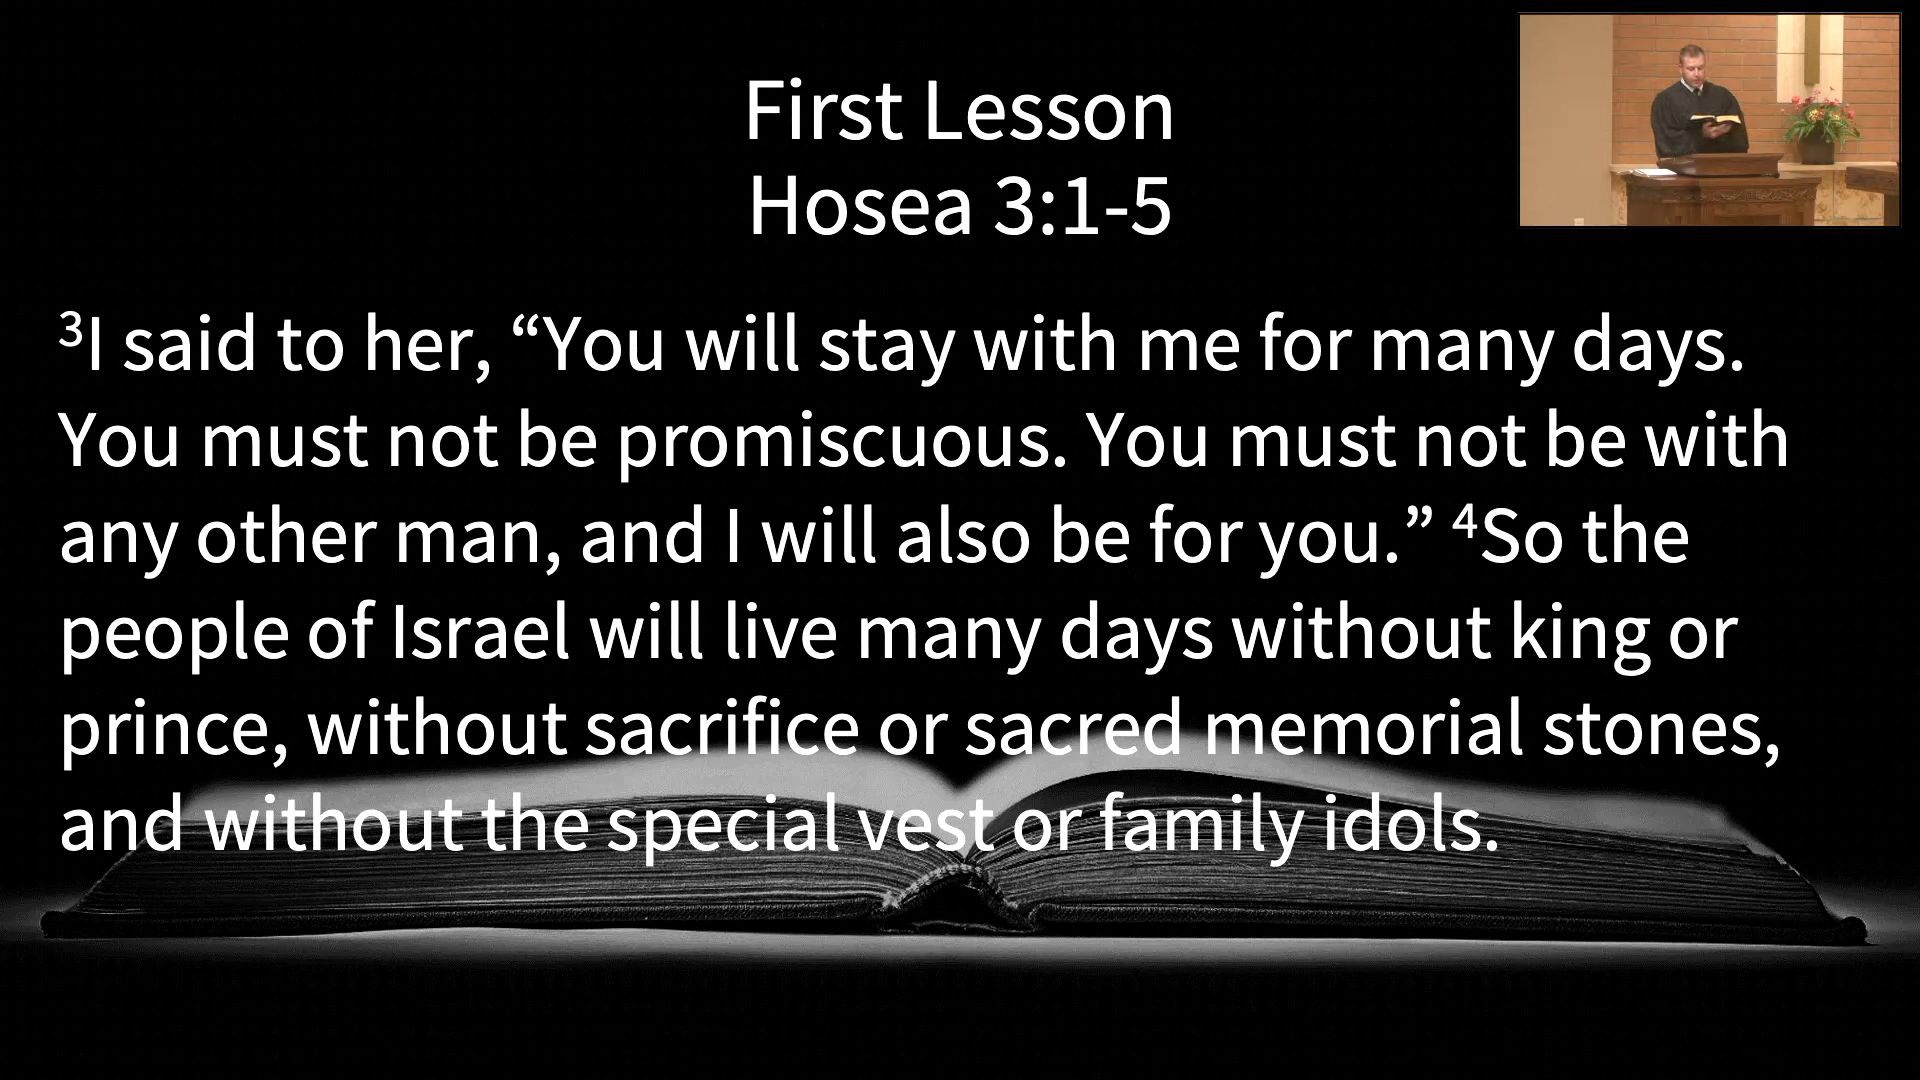 First Lesson
Hosea 3:1-5
³I said to her, “You will stay with me for many days.
You must not be promiscuous. You must not be with
any other man, and I will also be for you.” ⁴So the
people of Israel will live many days without king or
prince, without sacrifice or sacred memorial stones,
and without the special vest or family idols.